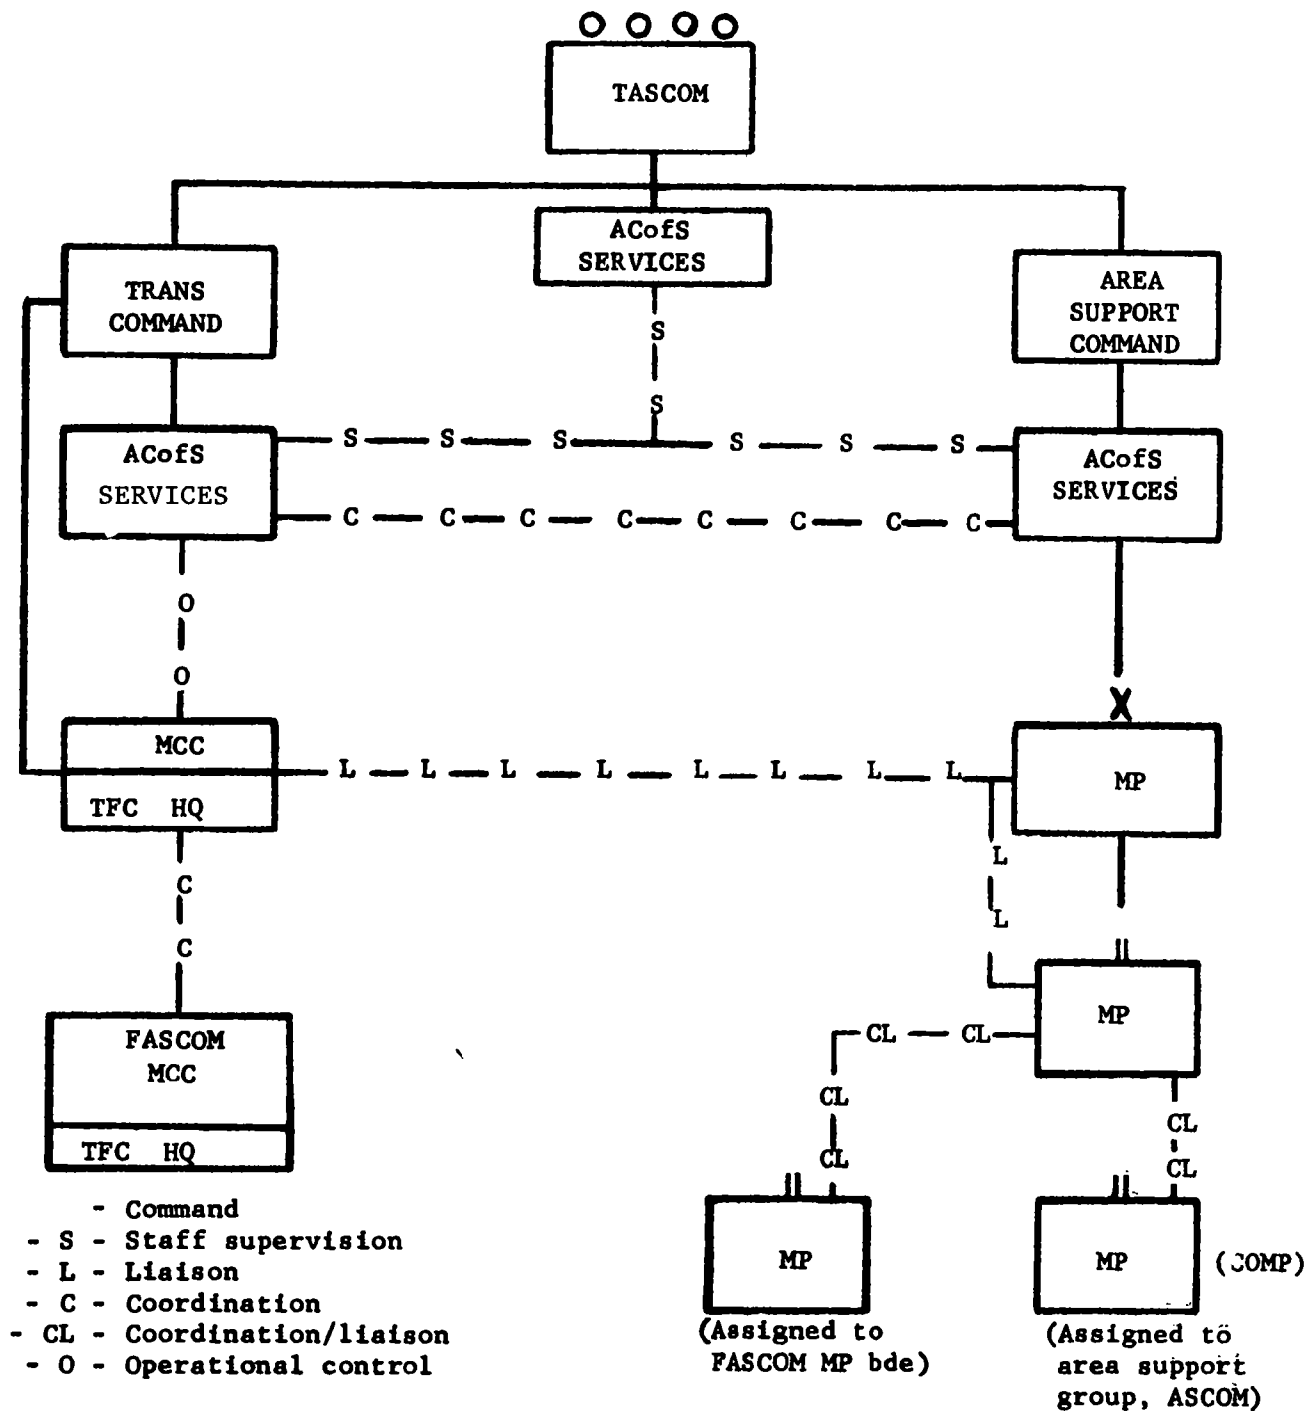 TASCOM
ACofS
SERVICES
TRANS
COMMAND
AREA
SUPPORT
COMMAND
S
S
ACofS
SERVICES
S S S S S S
ACofS
SERVICES
C C C C C C C C
O
O
X
MCC
TFC HQ
L L L L L L L L
MP
L
L
C
C
MP
FASCOM
MCC
TFC HQ
CL CL
CL
CL
CL
CL
- Command
- S - Staff supervision
- L - Liaison
- C - Coordination
- CL - Coordination/liaison
- O - Operational control
MP
(Assigned to
FASCOM MP bde)
MP
(Assigned to
area support
group, ASCOM)